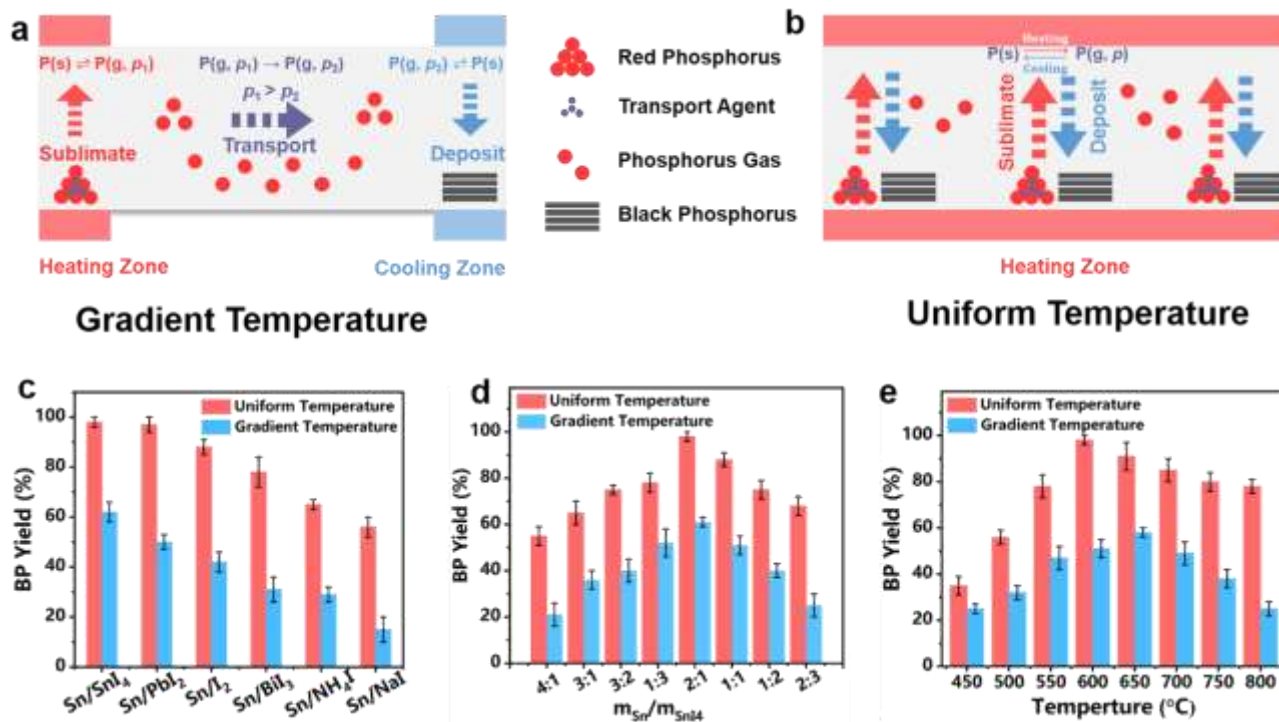 a
P(s) ⇌ P(g, p1)
P(g, p1) → P(g, p2)
P(g, p2) ⇌ P(s)
p1 > p2
Transport
Sublimate
Deposit
Heating Zone
Cooling Zone
Gradient Temperature
Red Phosphorus
Transport Agent
Phosphorus Gas
Black Phosphorus
b
Heating
P(s)
P(g, p)
Cooling
Sublimate
Deposit
Heating Zone
Uniform Temperature
c
Uniform Temperature
Gradient Temperature
BP Yield (%)
100
80
60
40
20
0
Sn/SnI4
Sn/PbI2
Sn/I2
Sn/BiI3
Sn/NH4I
Sn/NaI
d
Uniform Temperature
Gradient Temperature
BP Yield (%)
100
80
60
40
20
0
4:1
3:1
3:2
1:3
2:1
1:1
1:2
2:3
mSn/mSnI4
e
Uniform Temperature
Gradient Temperature
BP Yield (%)
100
80
60
40
20
0
450 500 550 600 650 700 750 800
Temperture (°C)